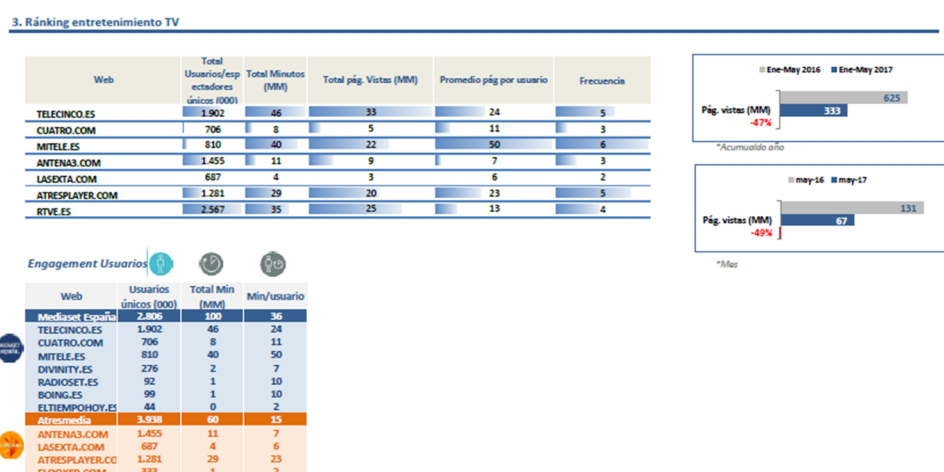 3. Ránking entretenimiento TV
Web Total Usuarios/espectadores únicos (000) Total Minutos (MM) Total pág. Vistas (MM) Promedio pág por usuario Frecuencia
TELECINCO.ES 1.902 46 33 24 5
CUATRO.COM 706 8 5 11 3
MITELE.ES 810 40 22 50 6
ANTENA3.COM 1.455 11 9 7 3
LASEXTA.COM 687 4 3 6 2
ATRESPLAYER.COM 1.281 29 20 23 5
RTVE.ES 2.567 35 25 13 4
Ene-May 2016 Ene-May 2017
625
Pág. vistas (MM) 333
-47%
*Acumualdo año
may-16 may-17
131
Pág. vistas (MM) 67
-49%
*Mes
Engagement Usuarios
Web Usuarios únicos (000) Total Min (MM) Min/usuario
Mediaset España 2.806 100 36
TELECINCO.ES 1.902 46 24
CUATRO.COM 706 8 11
MITELE.ES 810 40 50
DIVINITY.ES 276 2 7
RADIOSET.ES 92 1 10
BOING.ES 99 1 10
ELTIEMPOHOY.ES 44 0 2
Atresmedia 3.938 60 15
ANTENA3.COM 1.455 11 7
LASEXTA.COM 687 4 6
ATRESPLAYER.CO 1.281 29 23